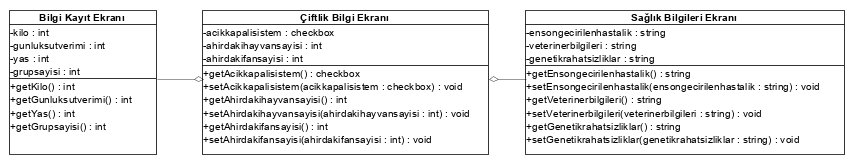 Bilgi Kayıt Ekranı
-kilo : int
-gunluksutverimi : int
-yas : int
-grupsayisi : int
+getKilo() : int
+getGunluksutverimi() : int
+getYas() : int
+getGrupsayisi() : int
Çiftlik Bilgi Ekranı
-acikkapalisistem : checkbox
-ahirdakihayvansayisi : int
-ahirdakifansayisi : int
+getAcikkapalisistem() : checkbox
+setAcikkapalisistem(acikkapalisistem : checkbox) : void
+getAhirdakihayvansayisi() : int
+setAhirdakihayvansayisi(ahirdakihayvansayisi : int) : void
+getAhirdakifansayisi() : int
+setAhirdakifansayisi(ahirdakifansayisi : int) : void
Sağlık Bilgileri Ekranı
-ensongecirilenhastalik : string
-veterinerbilgileri : string
-genetikrahatsizliklar : string
+getEnsongecirilenhastalik() : string
+setEnsongecirilenhastalik(ensongecirilenhastalik : string) : void
+getVeterinerbilgileri() : string
+setVeterinerbilgileri(veterinerbilgileri : string) : void
+getGenetikrahatsizliklar() : string
+setGenetikrahatsizliklar(genetikrahatsizliklar : string) : void